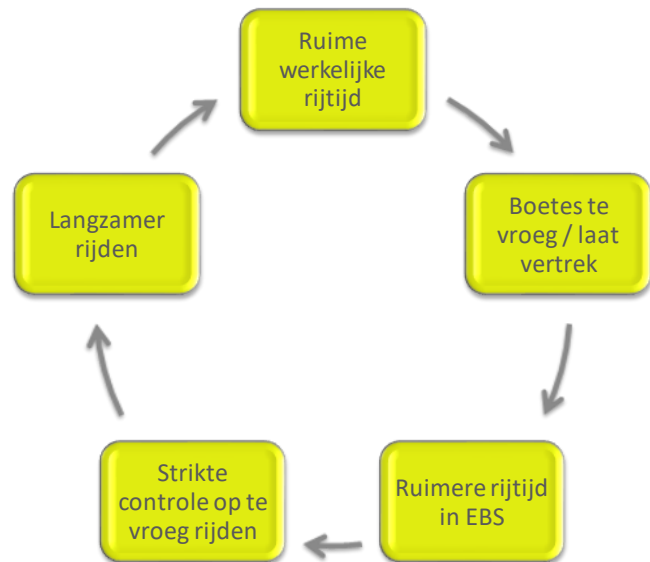 Ruime
werkelijke
rijtijd
Boetes te
vroeg / laat
vertrek
Ruimere rijtijd
in EBS
Strikte
controle op te
vroeg rijden
Langzamer
rijden